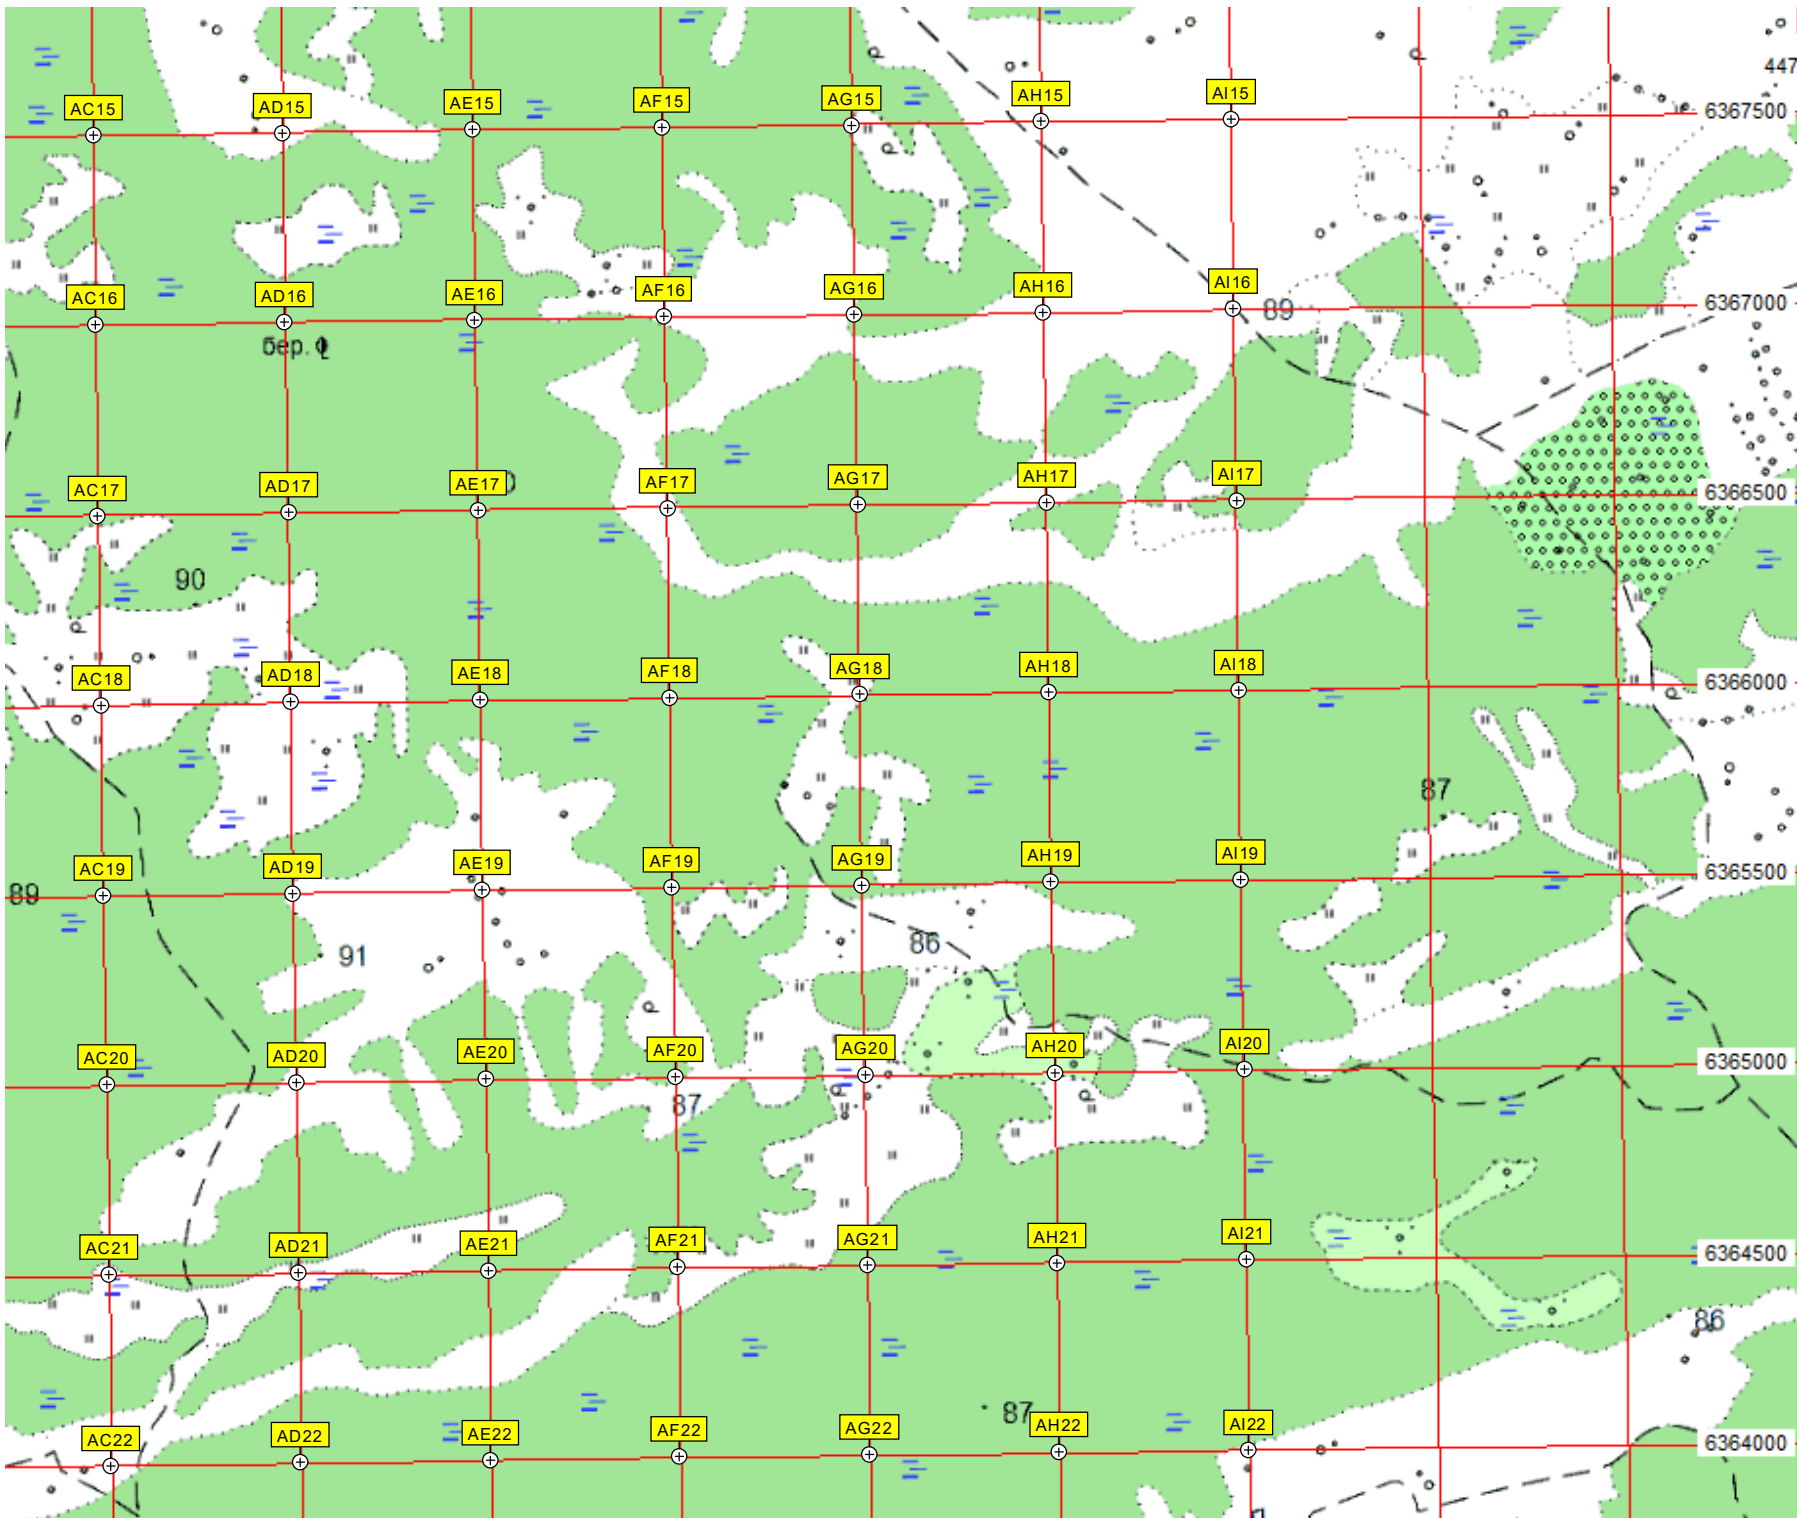 447
AC15 AD15 AE15 AF15 AG15 AH15 AI15 6367500
AC16 AD16 AE16 AF16 AG16 AH16 AI16 89 6367000
бер.
AC17 AD17 AE17 AF17 AG17 AH17 AI17 6366500
90
AC18 AD18 AE18 AF18 AG18 AH18 AI18 6366000
87
AC19 AD19 AE19 AF19 AG19 AH19 AI19 6365500
89
91 86
AC20 AD20 AE20 AF20 AG20 AH20 AI20 6365000
87
AC21 AD21 AE21 AF21 AG21 AH21 AI21 6364500
86
87
AC22 AD22 AE22 AF22 AG22 AH22 AI22 6364000